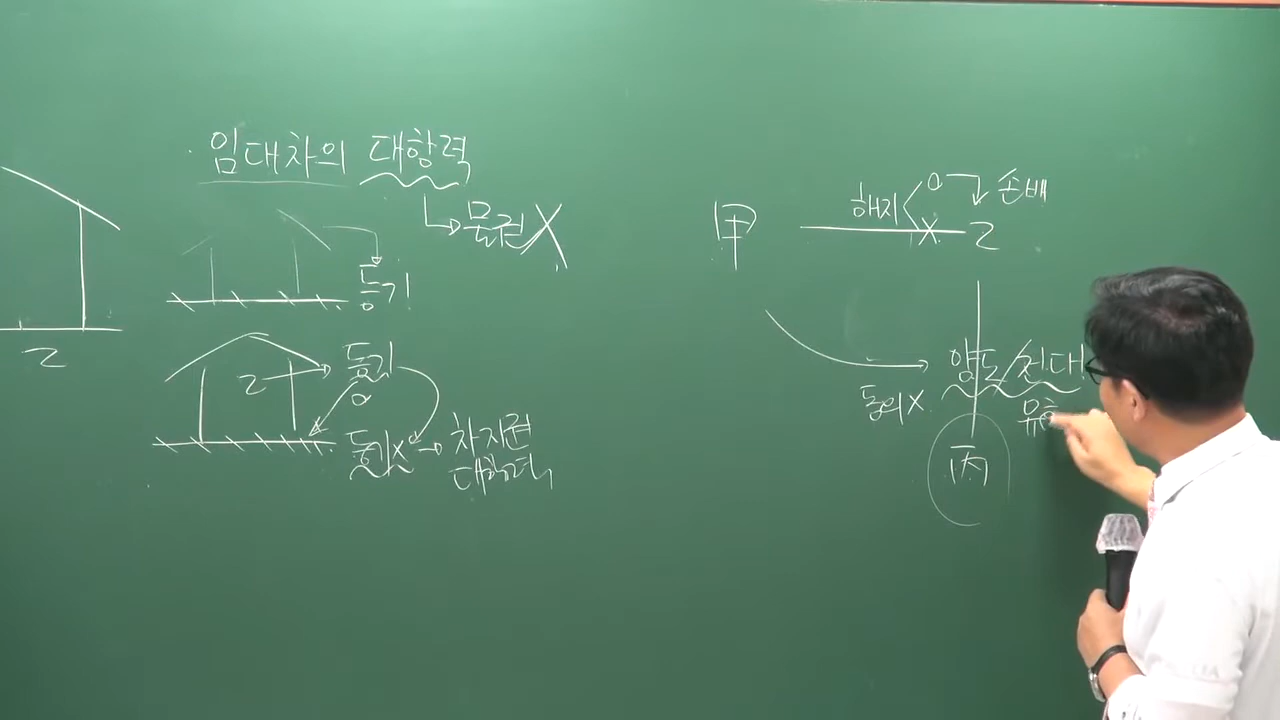 임대차의 대항력
물권X
등기!
乙
乙
등기
등기X → 차지권
대항력
甲
해지
O
손배
X
乙
양도/전대!
동의X
유효
丙